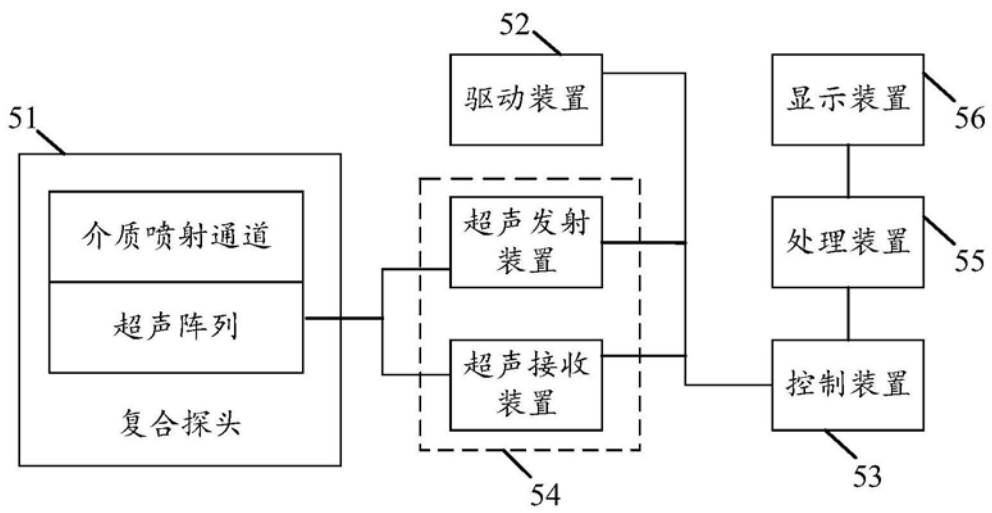 52
驱动装置
显示装置
56
51
介质喷射通道
超声阵列
复合探头
超声发射
装置
超声接收
装置
54
处理装置
55
控制装置
53